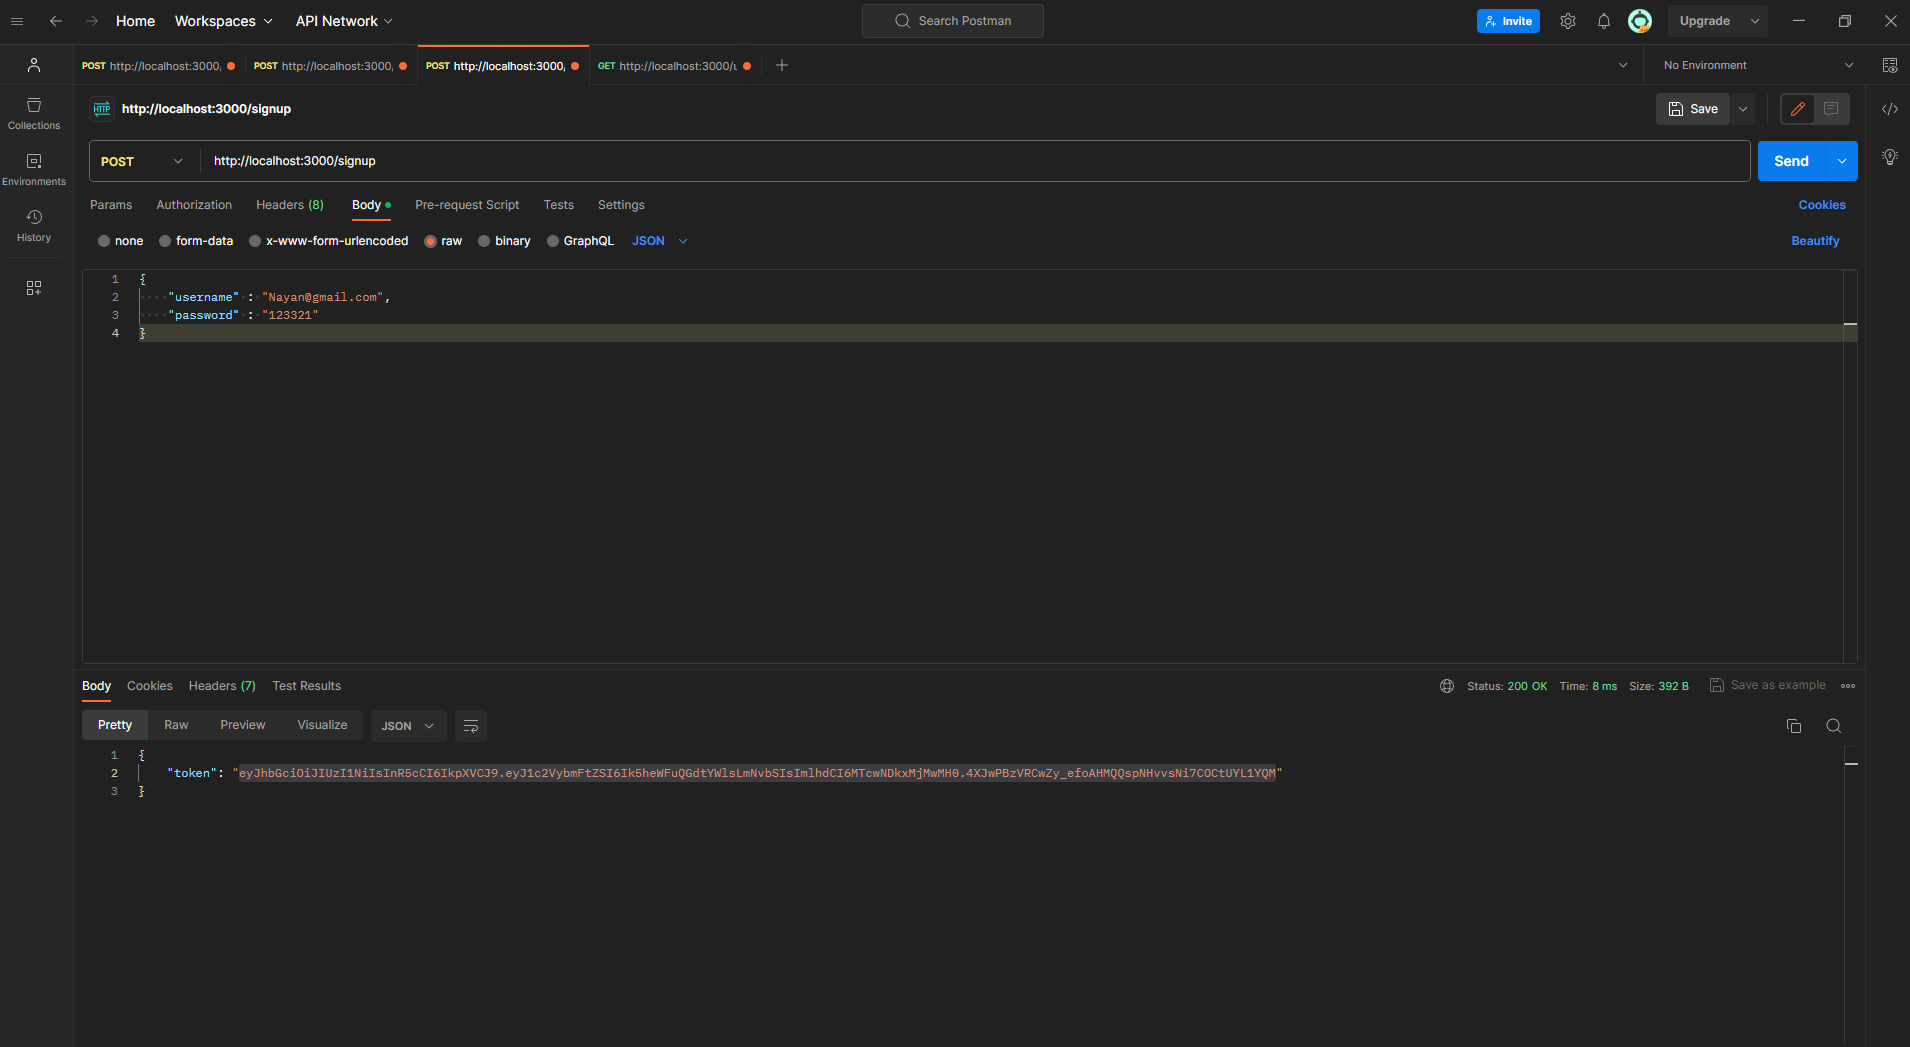 Home Workspaces API Network Search Postman Invite Upgrade
POST http://localhost:3000, POST http://localhost:3000, POST http://localhost:3000, GET http://localhost:3000/u No Environment
HTTP http://localhost:3000/signup Save
Collections
POST http://localhost:3000/signup Send
Environments
Params Authorization Headers (8) Body Pre-request Script Tests Settings Cookies
History
none form-data x-www-form-urlencoded raw binary GraphQL JSON Beautify
1 {
2 "username" : "Nayan@gmail.com",
3 "password" : "123321"
4 }
Body Cookies Headers (7) Test Results Status: 200 OK Time: 8 ms Size: 392 B Save as example
Pretty Raw Preview Visualize JSON
1 {
2 "token": "eyJhbGciOiJIUzI1NiIsInR5cCI6IkpXVCJ9.eyJ1c2VybmFtZSI6Ik5heWFuQGdtYWlsLmNvbSIsImlhdCI6MTcwNDkxMjMwMH0.4XJwPBzVRCwZy_efoAHMQQspNHvvsNi7COCtUYL1YQM"
3 }